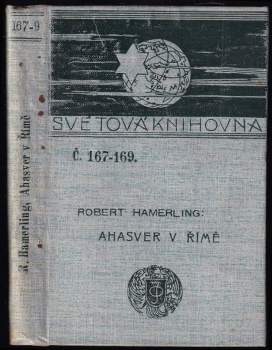 167-9
R. Hamerling, Ahasver v Římě
SVĚTOVÁ KNIHOVNA
Č. 167-169.
ROBERT HAMERLING:
AHASVER V ŘÍMĚ